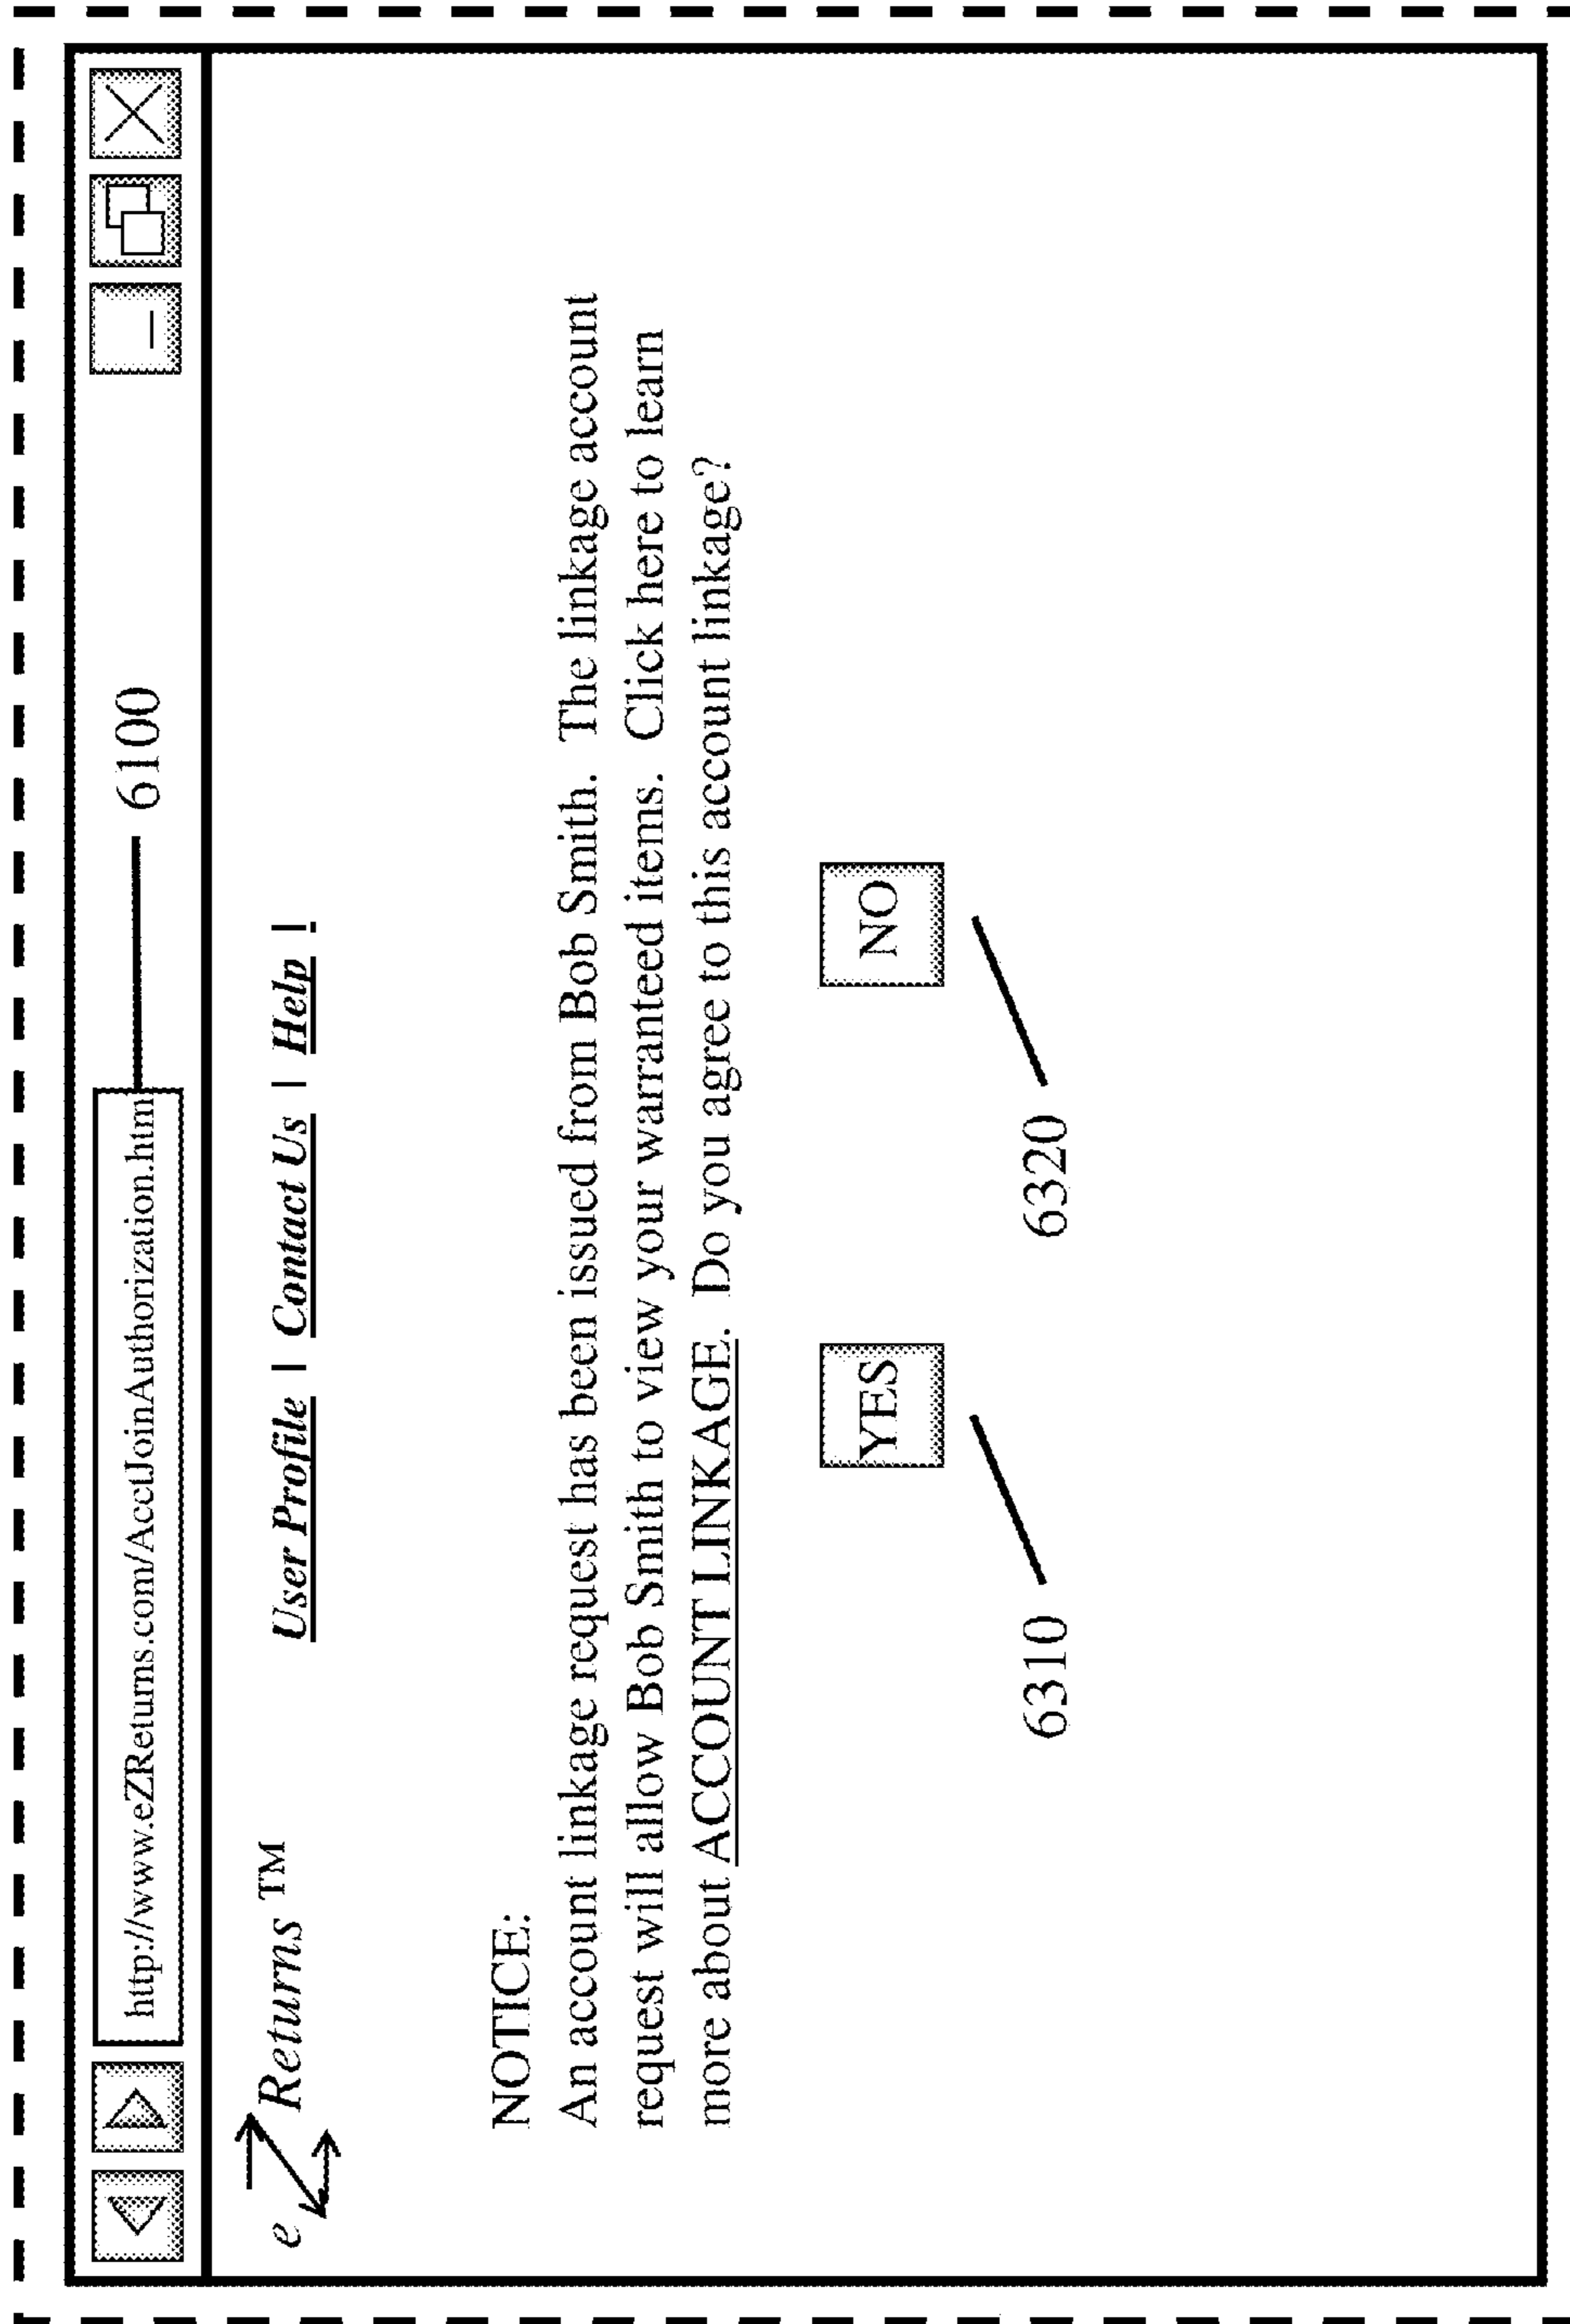 http://www.eZReturns.com/AcctJoinAuthorization.htm
6100
eZReturns™
User Profile | Contact Us | Help |
NOTICE:
An account linkage request has been issued from Bob Smith. The linkage account
request will allow Bob Smith to view your warranteed items. Click here to learn
more about ACCOUNT LINKAGE. Do you agree to this account linkage?
YES
NO
6310
6320